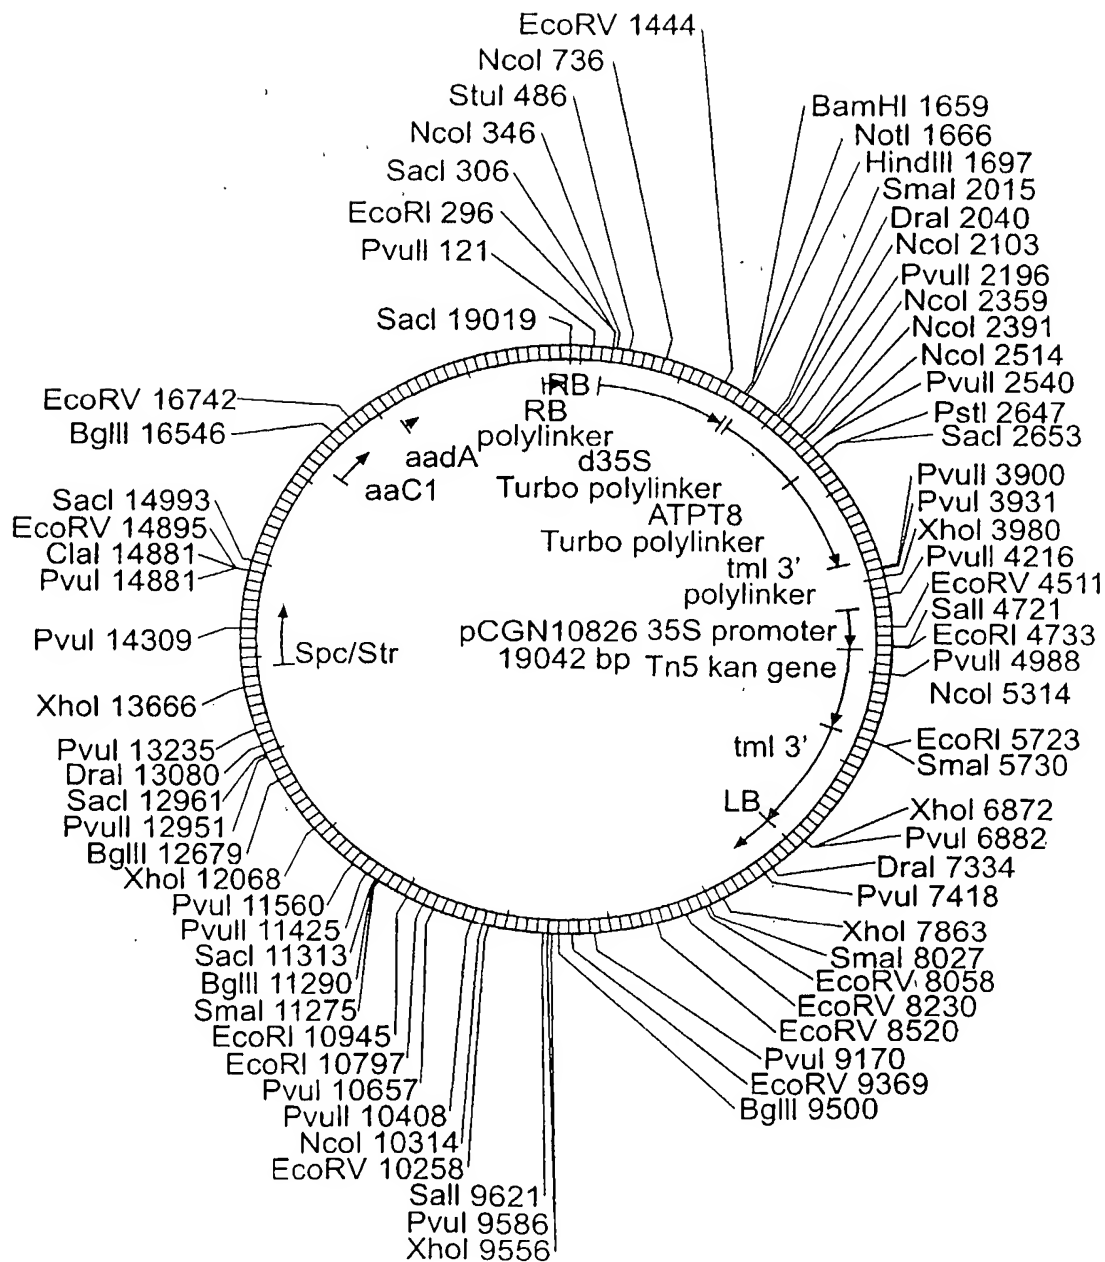 EcoRV 1444
NcoI 736
StuI 486
NcoI 346
SacI 306
EcoRI 296
PvuII 121
SacI 19019
BamHI 1659
NotI 1666
HindIII 1697
SmaI 2015
DraI 2040
NcoI 2103
PvuII 2196
NcoI 2359
NcoI 2391
NcoI 2514
PvuII 2540
PstI 2647
SacI 2653
PvuII 3900
PvuI 3931
XhoI 3980
PvuII 4216
EcoRV 4511
SalI 4721
EcoRI 4733
PvuII 4988
NcoI 5314
EcoRI 5723
SmaI 5730
XhoI 6872
PvuI 6882
DraI 7334
PvuI 7418
XhoI 7863
SmaI 8027
EcoRV 8058
EcoRV 8230
EcoRV 8520
PvuI 9170
EcoRV 9369
BglII 9500
EcoRV 16742
BglII 16546
SacI 14993
EcoRV 14895
ClaI 14881
PvuI 14881
PvuI 14309
XhoI 13666
PvuI 13235
DraI 13080
SacI 12961
PvuII 12951
BglII 12679
XhoI 12068
PvuI 11560
PvuII 11425
SacI 11313
BglII 11290
SmaI 11275
EcoRI 10945
EcoRI 10797
PvuI 10657
PvuII 10408
NcoI 10314
EcoRV 10258
SalI 9621
PvuI 9586
XhoI 9556
RB
RB
polylinker
d35S
Turbo polylinker
ATPT8
Turbo polylinker
tml 3'
polylinker
aadA
aaC1
Spc/Str
pCGN10826
19042 bp
35S promoter
Tn5 kan gene
tml 3'
LB